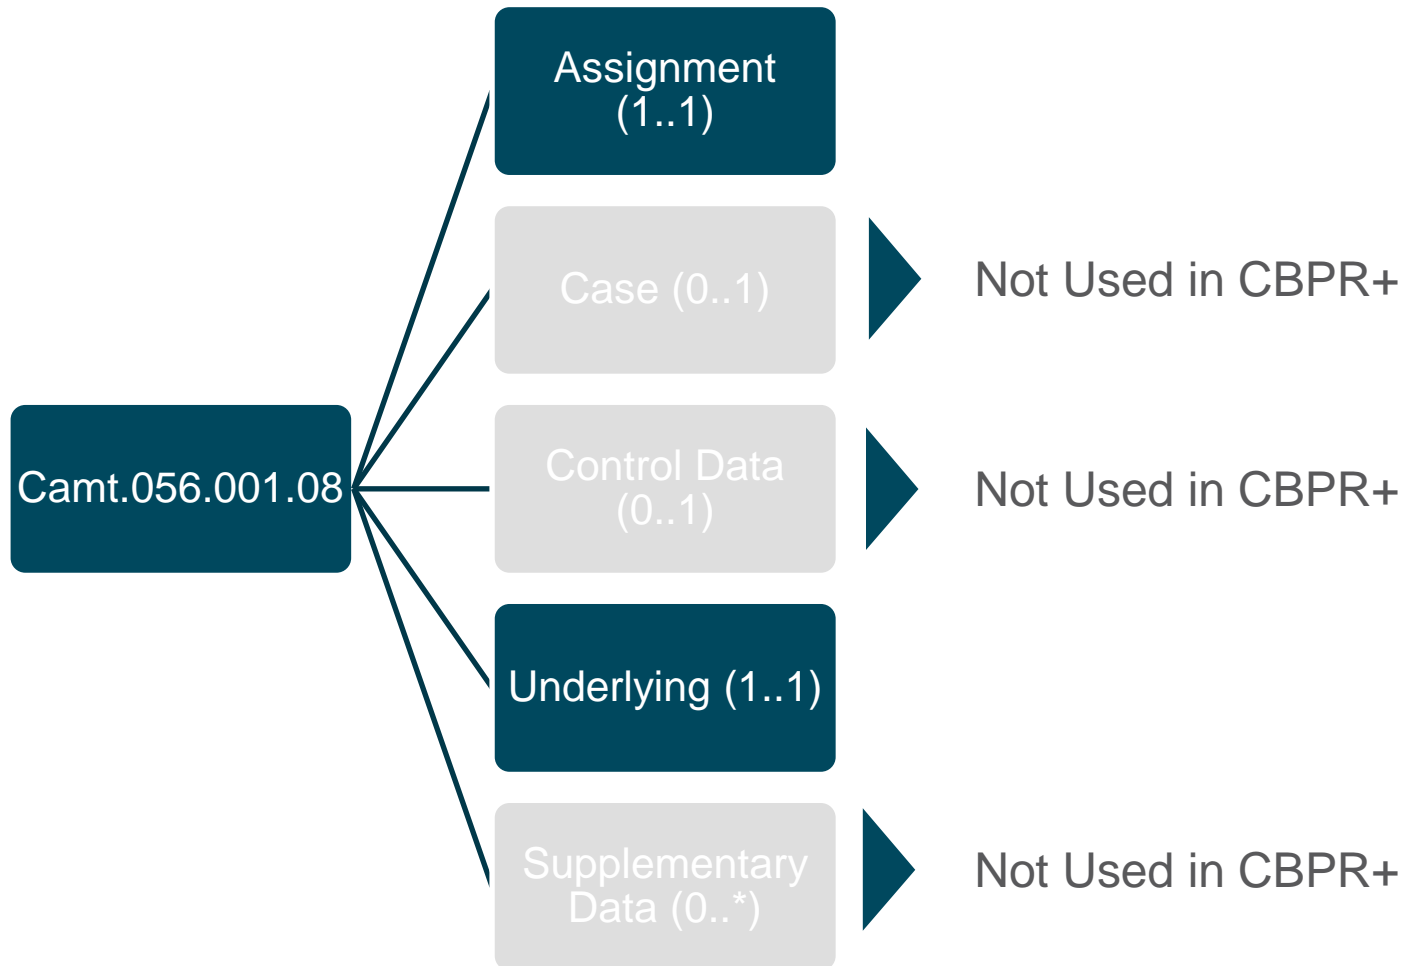 Assignment
(1..1)
Case (0..1)
Not Used in CBPR+
Camt.056.001.08
Control Data
(0..1)
Not Used in CBPR+
Underlying (1..1)
Supplementary
Data (0..*)
Not Used in CBPR+